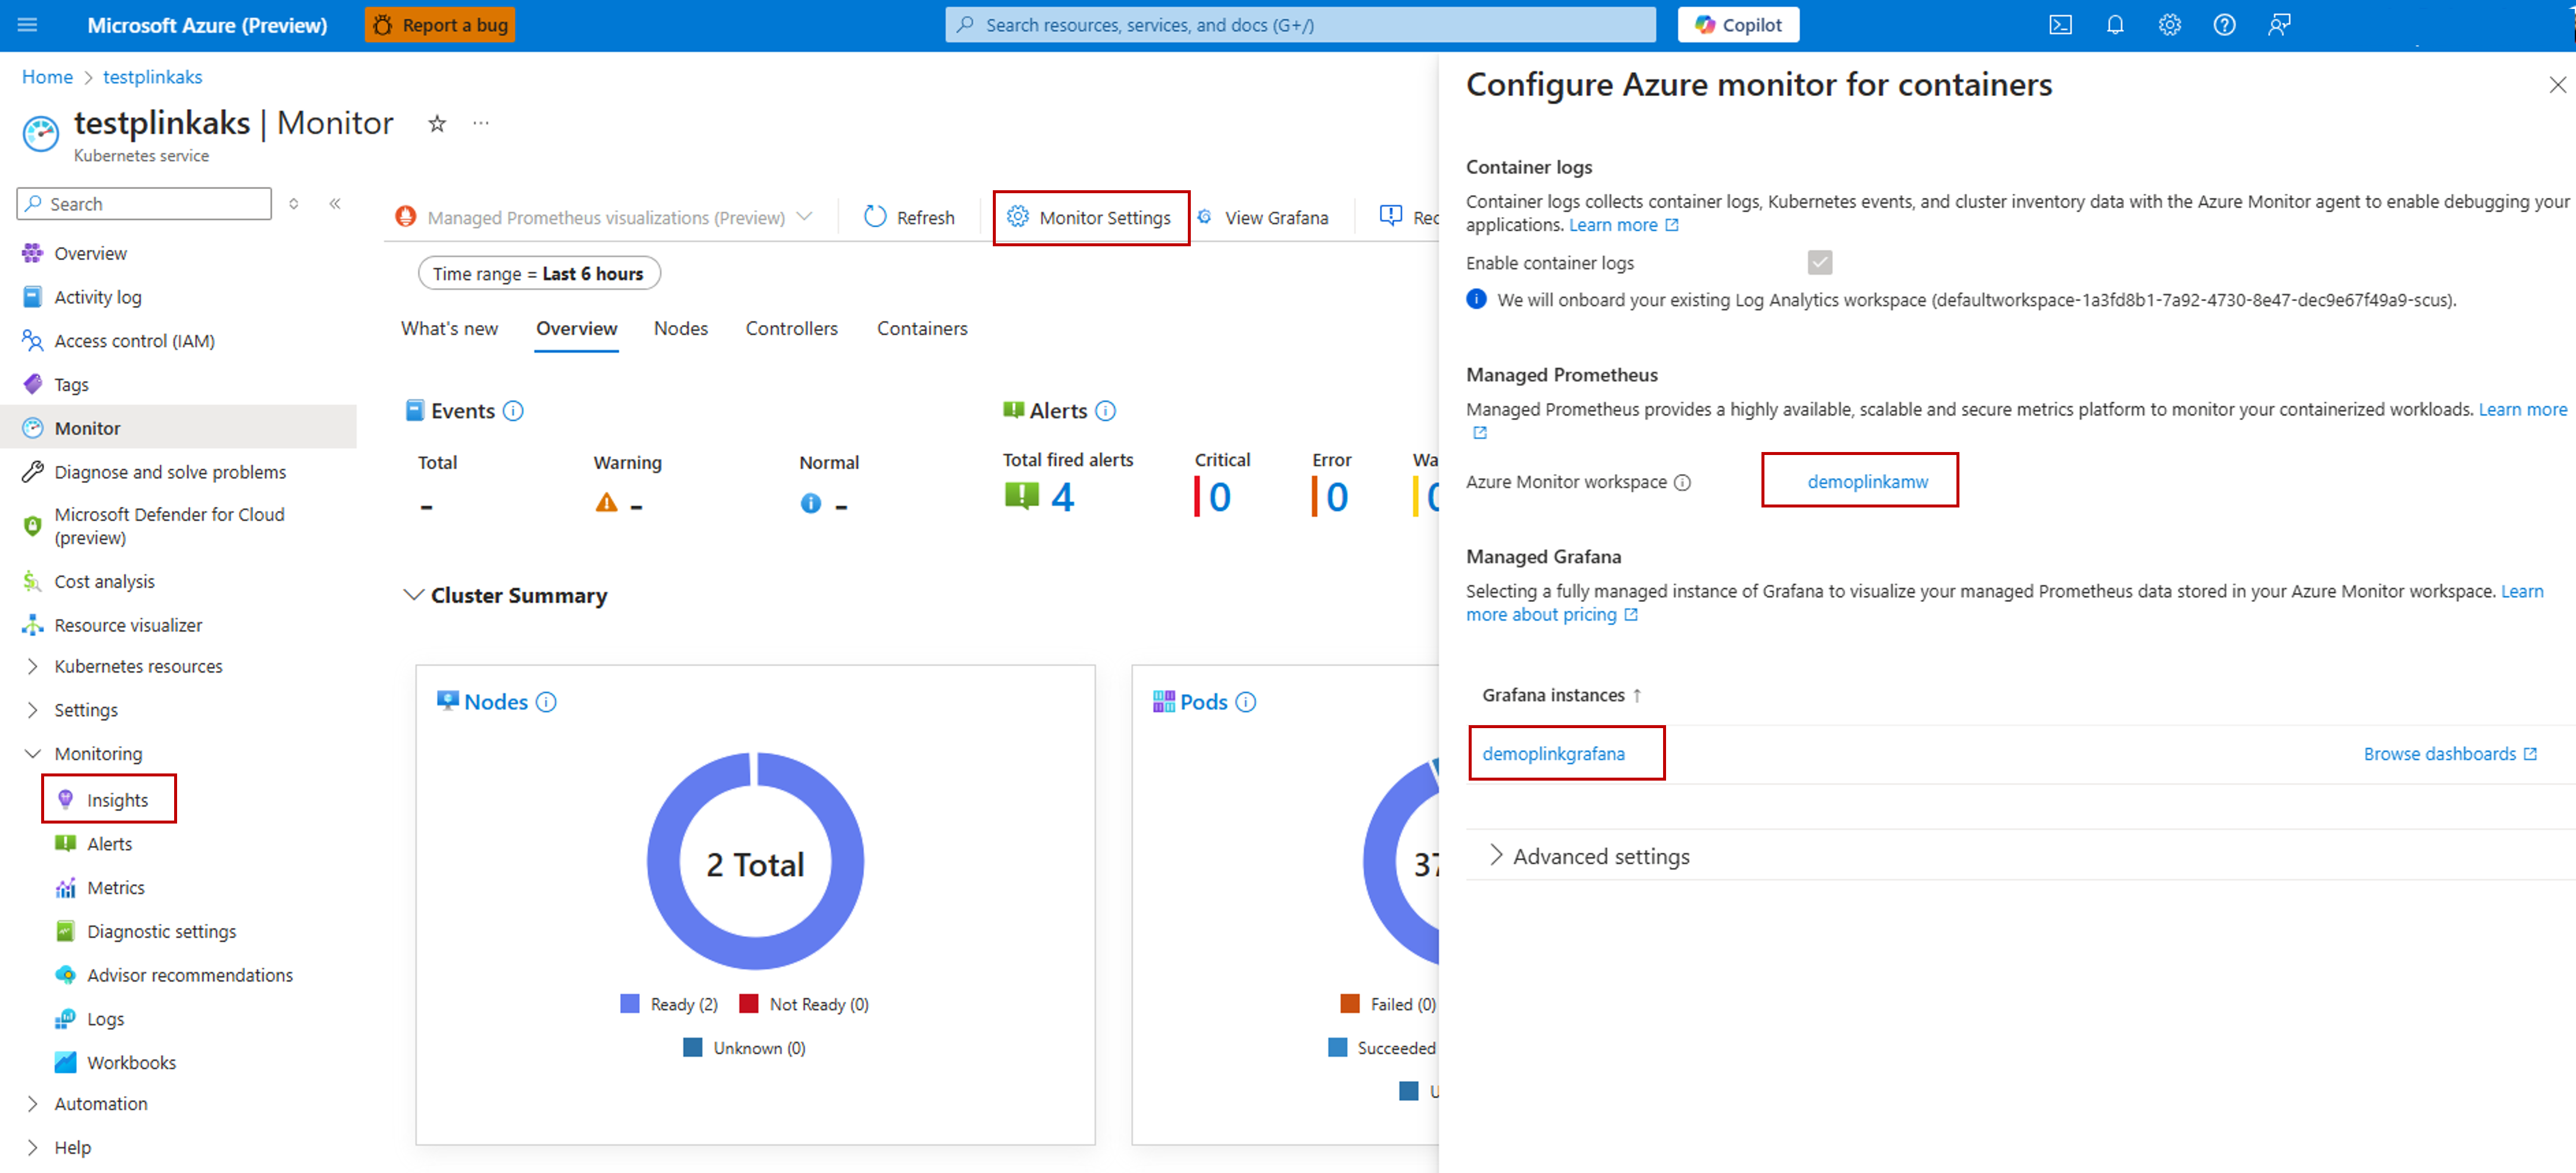 Microsoft Azure (Preview)
Report a bug
Search resources, services, and docs (G+/)
Copilot
Home > testplinkaks
testplinkaks | Monitor
Kubernetes service
Search
Overview
Activity log
Access control (IAM)
Tags
Monitor
Diagnose and solve problems
Microsoft Defender for Cloud
(preview)
Cost analysis
Resource visualizer
Kubernetes resources
Settings
Monitoring
Insights
Alerts
Metrics
Diagnostic settings
Advisor recommendations
Logs
Workbooks
Automation
Help
Managed Prometheus visualizations (Preview)
Refresh
Monitor Settings
View Grafana
Time range = Last 6 hours
What's new
Overview
Nodes
Controllers
Containers
Events
Total
-
Warning
-
Normal
-
Alerts
Total fired alerts
4
Critical
0
Error
0
Cluster Summary
Nodes
2 Total
Ready (2)
Not Ready (0)
Unknown (0)
Pods
Failed (0)
Succeeded
Configure Azure monitor for containers
Container logs
Container logs collects container logs, Kubernetes events, and cluster inventory data with the Azure Monitor agent to enable debugging your
applications. Learn more
Enable container logs
We will onboard your existing Log Analytics workspace (defaultworkspace-1a3fd8b1-7a92-4730-8e47-dec9e67f49a9-scus).
Managed Prometheus
Managed Prometheus provides a highly available, scalable and secure metrics platform to monitor your containerized workloads. Learn more
Azure Monitor workspace
demoplinkamw
Managed Grafana
Selecting a fully managed instance of Grafana to visualize your managed Prometheus data stored in your Azure Monitor workspace. Learn
more about pricing
Grafana instances ↑
demoplinkgrafana
Browse dashboards
Advanced settings